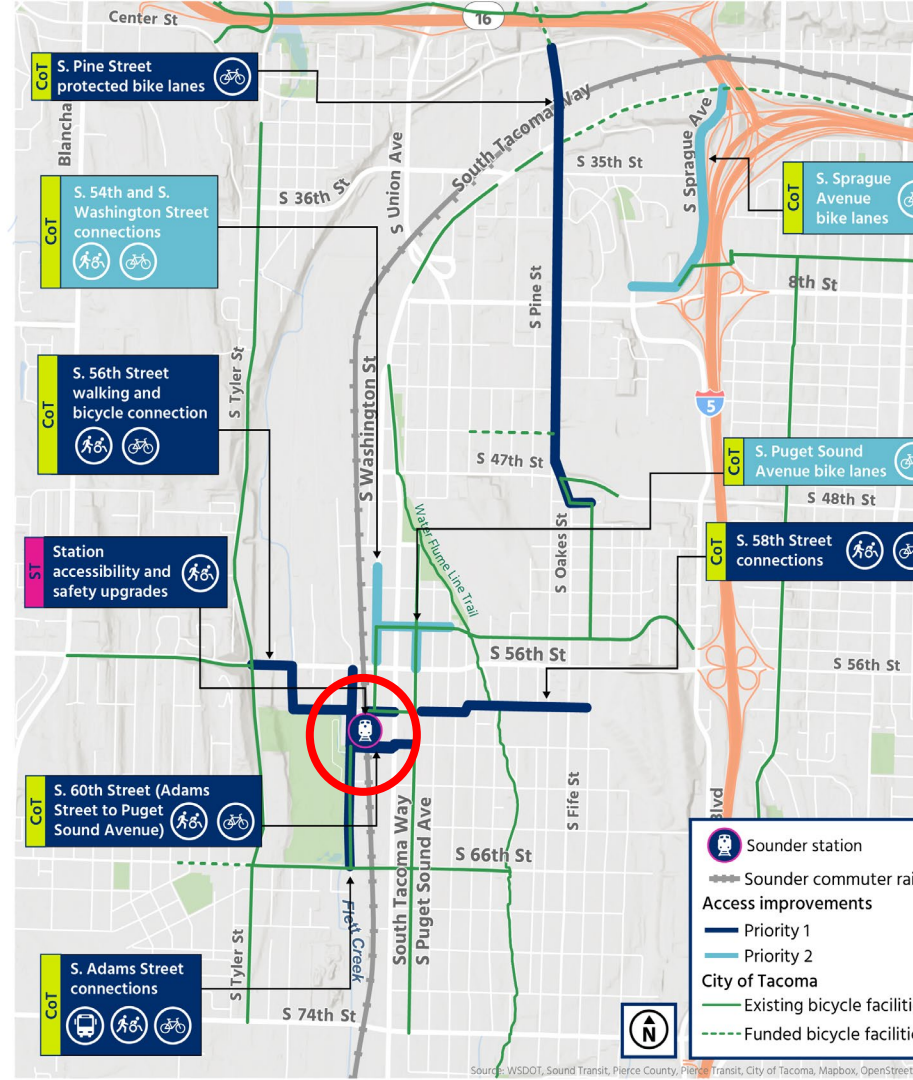 Center St
16
CoT
S. Pine Street
protected bike lanes
Blancha
S Union Ave
South Tacoma Way
S 35th St
S Sprague Ave
S 36th St
CoT
S. 54th and S.
Washington Street
connections
CoT
S. Sprague
Avenue
bike lanes
8th St
S Pine St
S Tyler St
S Washington St
CoT
S. 56th Street
walking and
bicycle connection
5
S 47th St
CoT
S. Puget Sound
Avenue bike lanes
S 48th St
Water Flume Line Trail
S Oakes St
ST
Station
accessibility and
safety upgrades
CoT
S. 58th Street
connections
S 56th St
S 56th St
CoT
S. 60th Street (Adams
Street to Puget
Sound Avenue)
S Fife St
Blvd
South Tacoma Way
S Puget Sound Ave
S 66th St
Flett Creek
S Tyler St
CoT
S. Adams Street
connections
S 74th St
N
Sounder station
Sounder commuter rai
Access improvements
Priority 1
Priority 2
City of Tacoma
Existing bicycle faciliti
Funded bicycle faciliti
Source: WSDOT, Sound Transit, Pierce County, Pierce Transit, City of Tacoma, Mapbox, OpenStreet